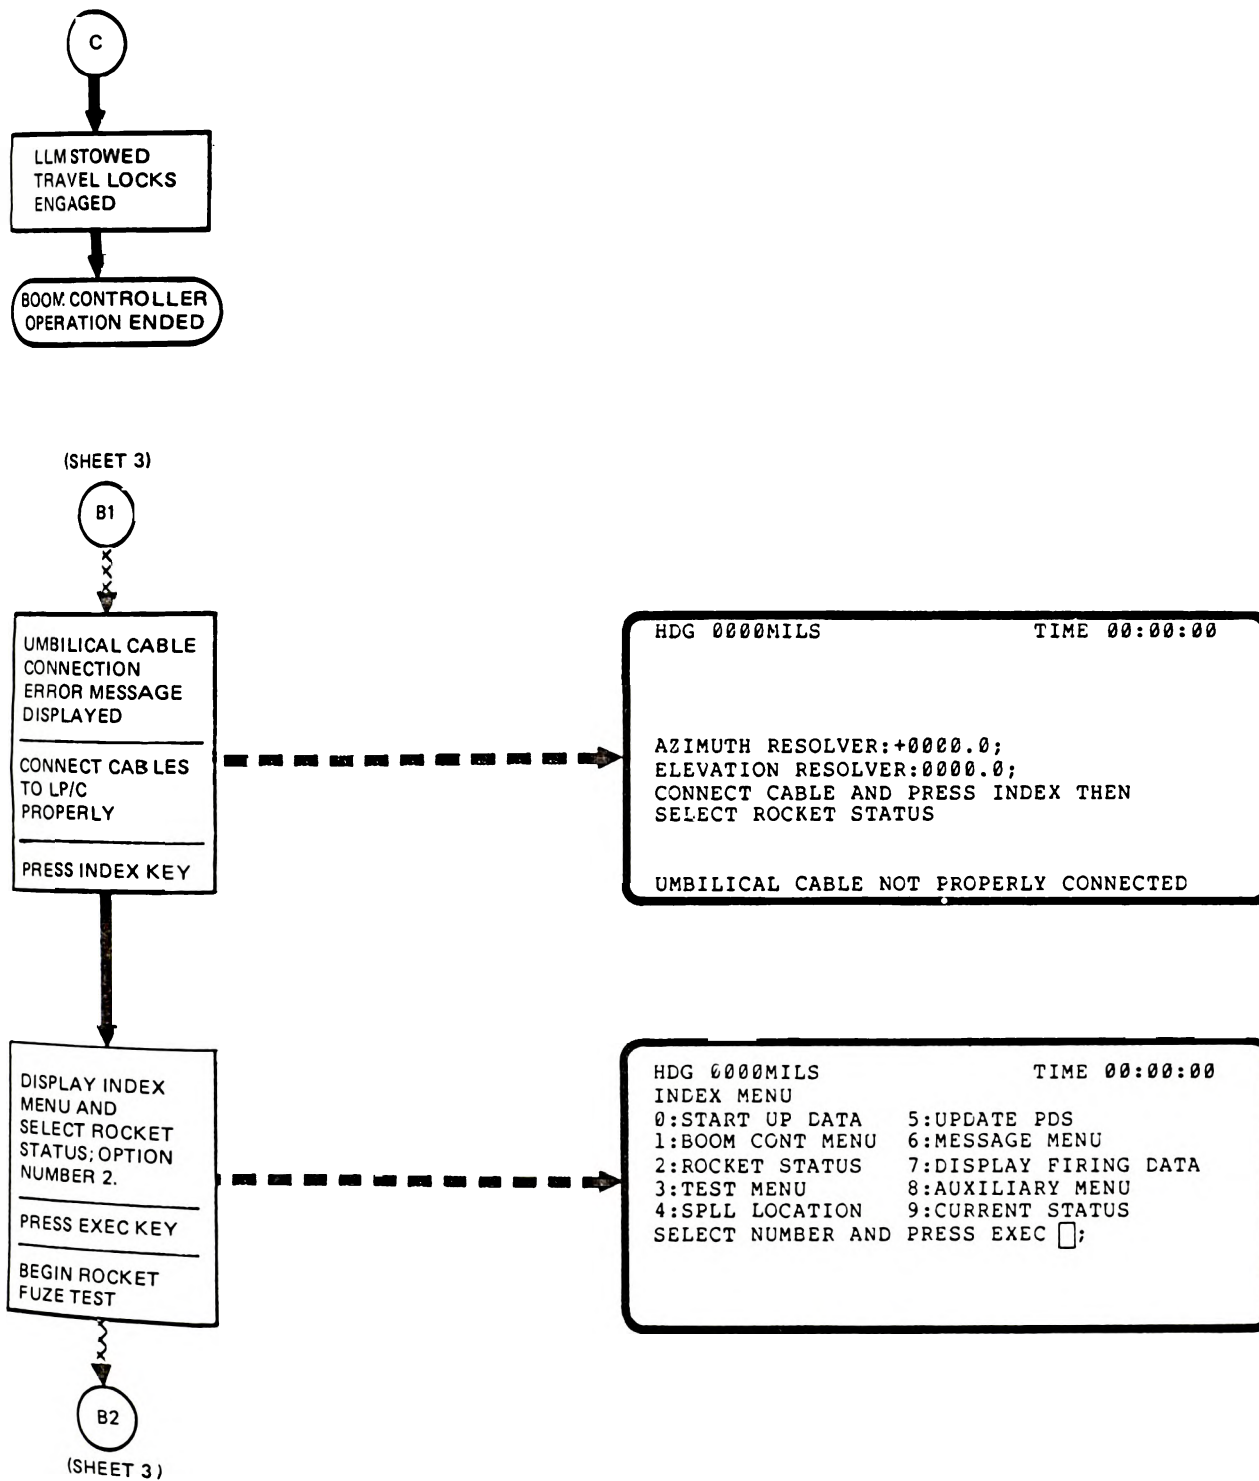 C
LLM STOWED
TRAVEL LOCKS
ENGAGED
BOOM CONTROLLER
OPERATION ENDED
(SHEET 3)
B1
UMBILICAL CABLE
CONNECTION
ERROR MESSAGE
DISPLAYED
CONNECT CABLES
TO LP/C
PROPERLY
PRESS INDEX KEY
HDG 0000MILS TIME 00:00:00
AZIMUTH RESOLVER:+0000.0;
ELEVATION RESOLVER:0000.0;
CONNECT CABLE AND PRESS INDEX THEN
SELECT ROCKET STATUS
UMBILICAL CABLE NOT PROPERLY CONNECTED
DISPLAY INDEX
MENU AND
SELECT ROCKET
STATUS; OPTION
NUMBER 2.
PRESS EXEC KEY
BEGIN ROCKET
FUZE TEST
HDG 0000MILS TIME 00:00:00
INDEX MENU
0:START UP DATA 5:UPDATE PDS
1:BOOM CONT MENU 6:MESSAGE MENU
2:ROCKET STATUS 7:DISPLAY FIRING DATA
3:TEST MENU 8:AUXILIARY MENU
4:SPLL LOCATION 9:CURRENT STATUS
SELECT NUMBER AND PRESS EXEC ;
B2
(SHEET 3)